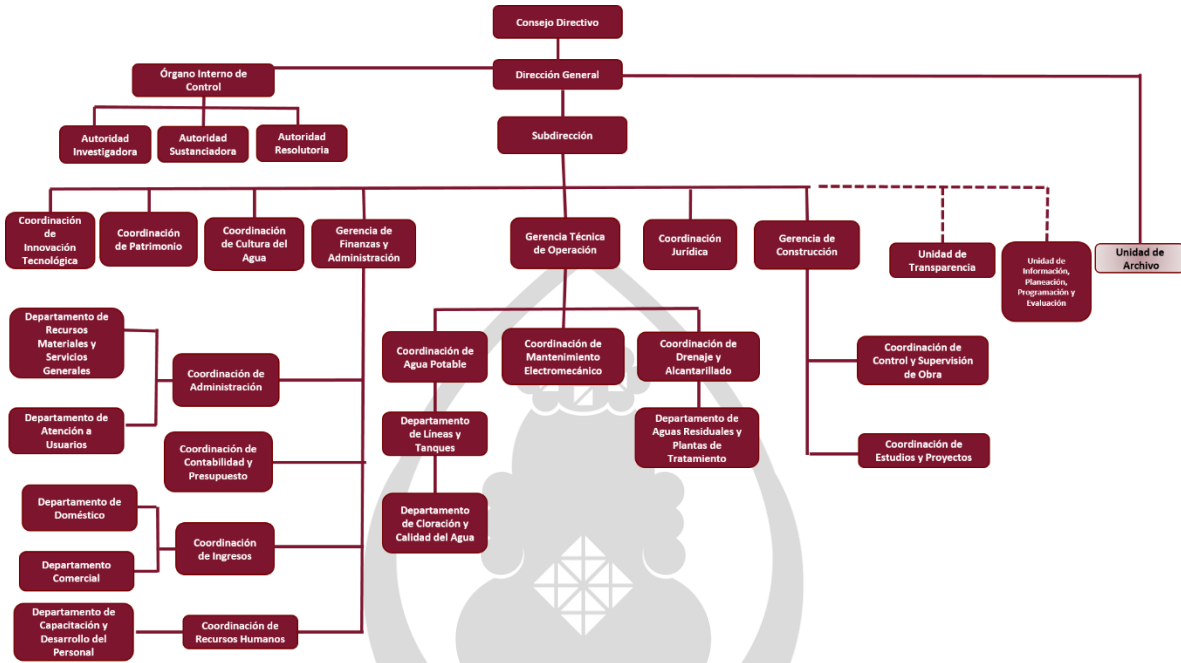 Consejo Directivo
Órgano Interno de
Control
Dirección General
Autoridad
Investigadora
Autoridad
Sustanciadora
Autoridad
Resolutoria
Subdirección
Coordinación
de
Innovación
Tecnológica
Coordinación
de Patrimonio
Coordinación
de Cultura del
Agua
Gerencia de
Finanzas y
Administración
Gerencia Técnica
de Operación
Coordinación
Jurídica
Gerencia de
Construcción
Unidad de
Transparencia
Unidad de
Información,
Planeación,
Programación y
Evaluación
Unidad de
Archivo
Departamento de
Recursos
Materiales y
Servicios
Generales
Coordinación de
Administración
Departamento de
Atención a
Usuarios
Coordinación de
Contabilidad y
Presupuesto
Departamento de
Doméstico
Coordinación
de Ingresos
Departamento
Comercial
Departamento de
Capacitación y
Desarrollo del
Personal
Coordinación de
Recursos Humanos
Coordinación de
Agua Potable
Coordinación de
Mantenimiento
Electromecánico
Coordinación de
Drenaje y
Alcantarillado
Departamento
de Líneas y
Tanques
Departamento de
Aguas Residuales y
Plantas de
Tratamiento
Departamento
de Cloración y
Calidad del Agua
Coordinación de
Control y Supervisión
de Obra
Coordinación de
Estudios y Proyectos